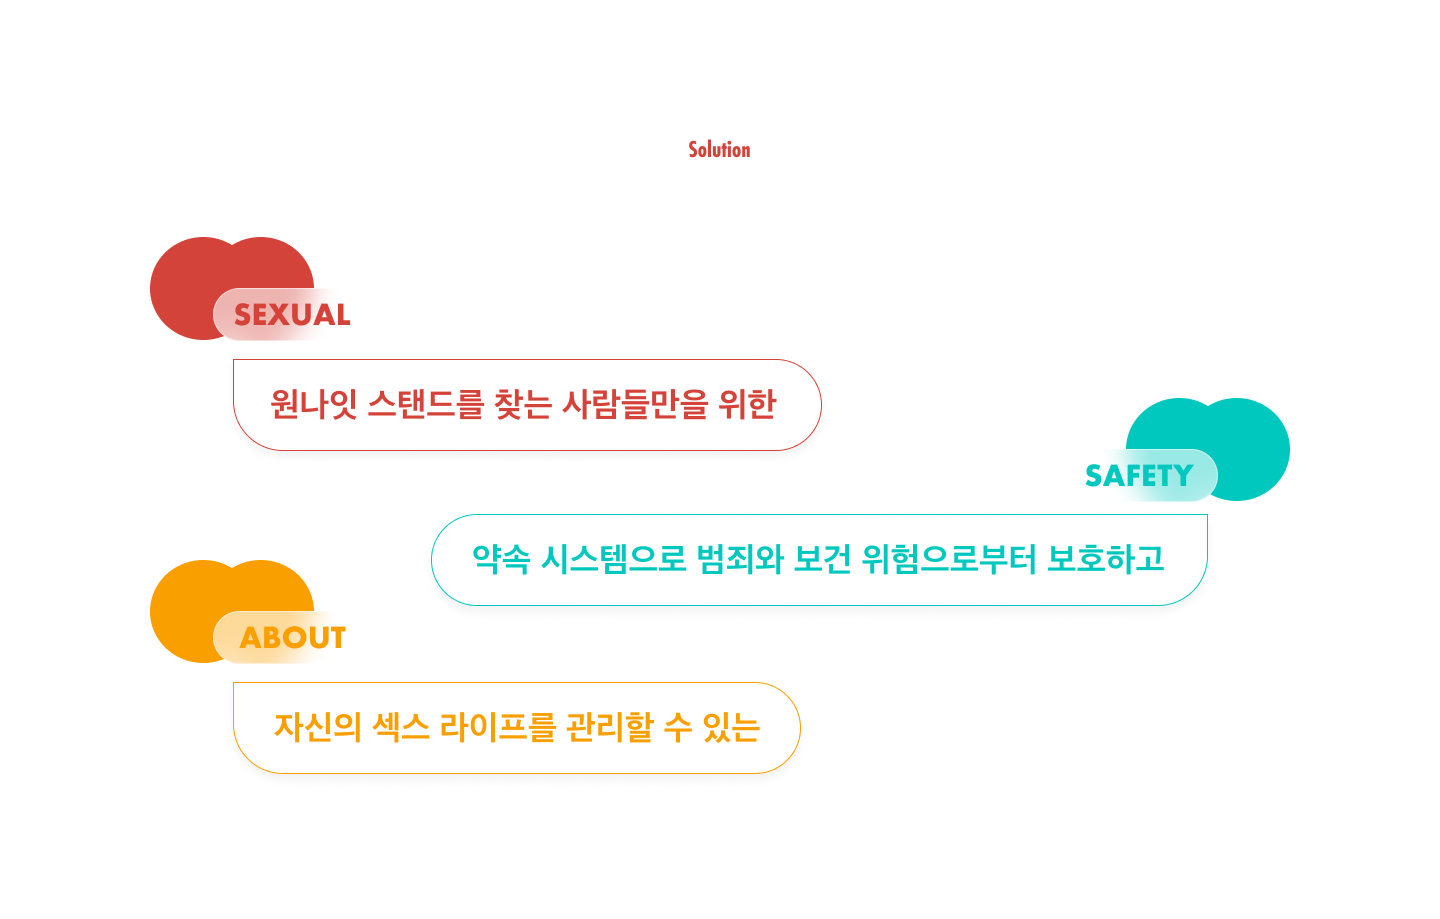 Solution
SEXUAL
원나잇 스탠드를 찾는 사람들만을 위한
SAFETY
약속 시스템으로 범죄와 보건 위험으로부터 보호하고
ABOUT
자신의 섹스 라이프를 관리할 수 있는